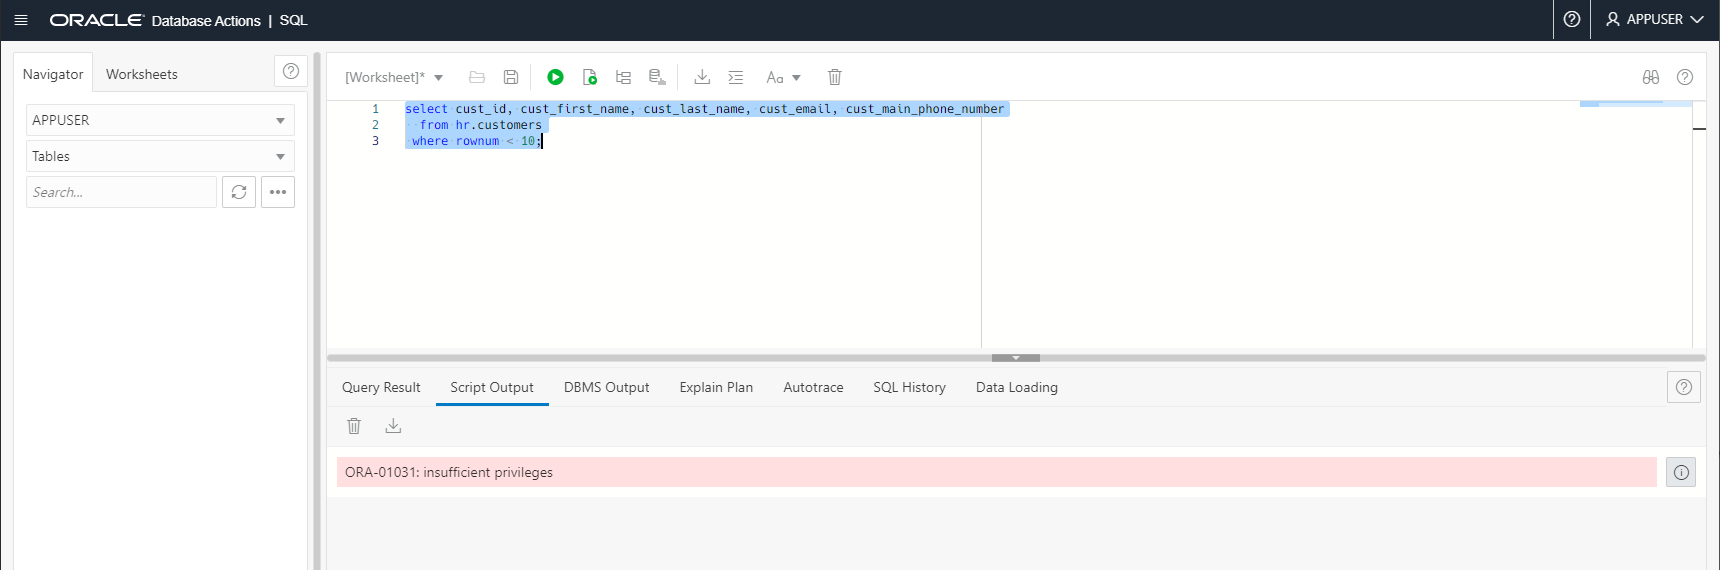 ORACLE Database Actions | SQL
APPUSER
Navigator
Worksheets
[Worksheet]*
Aa
APPUSER
Tables
Search...
1 select cust_id, cust_first_name, cust_last_name, cust_email, cust_main_phone_number
2 from hr.customers
3 where rownum < 10;
Query Result
Script Output
DBMS Output
Explain Plan
Autotrace
SQL History
Data Loading
ORA-01031: insufficient privileges